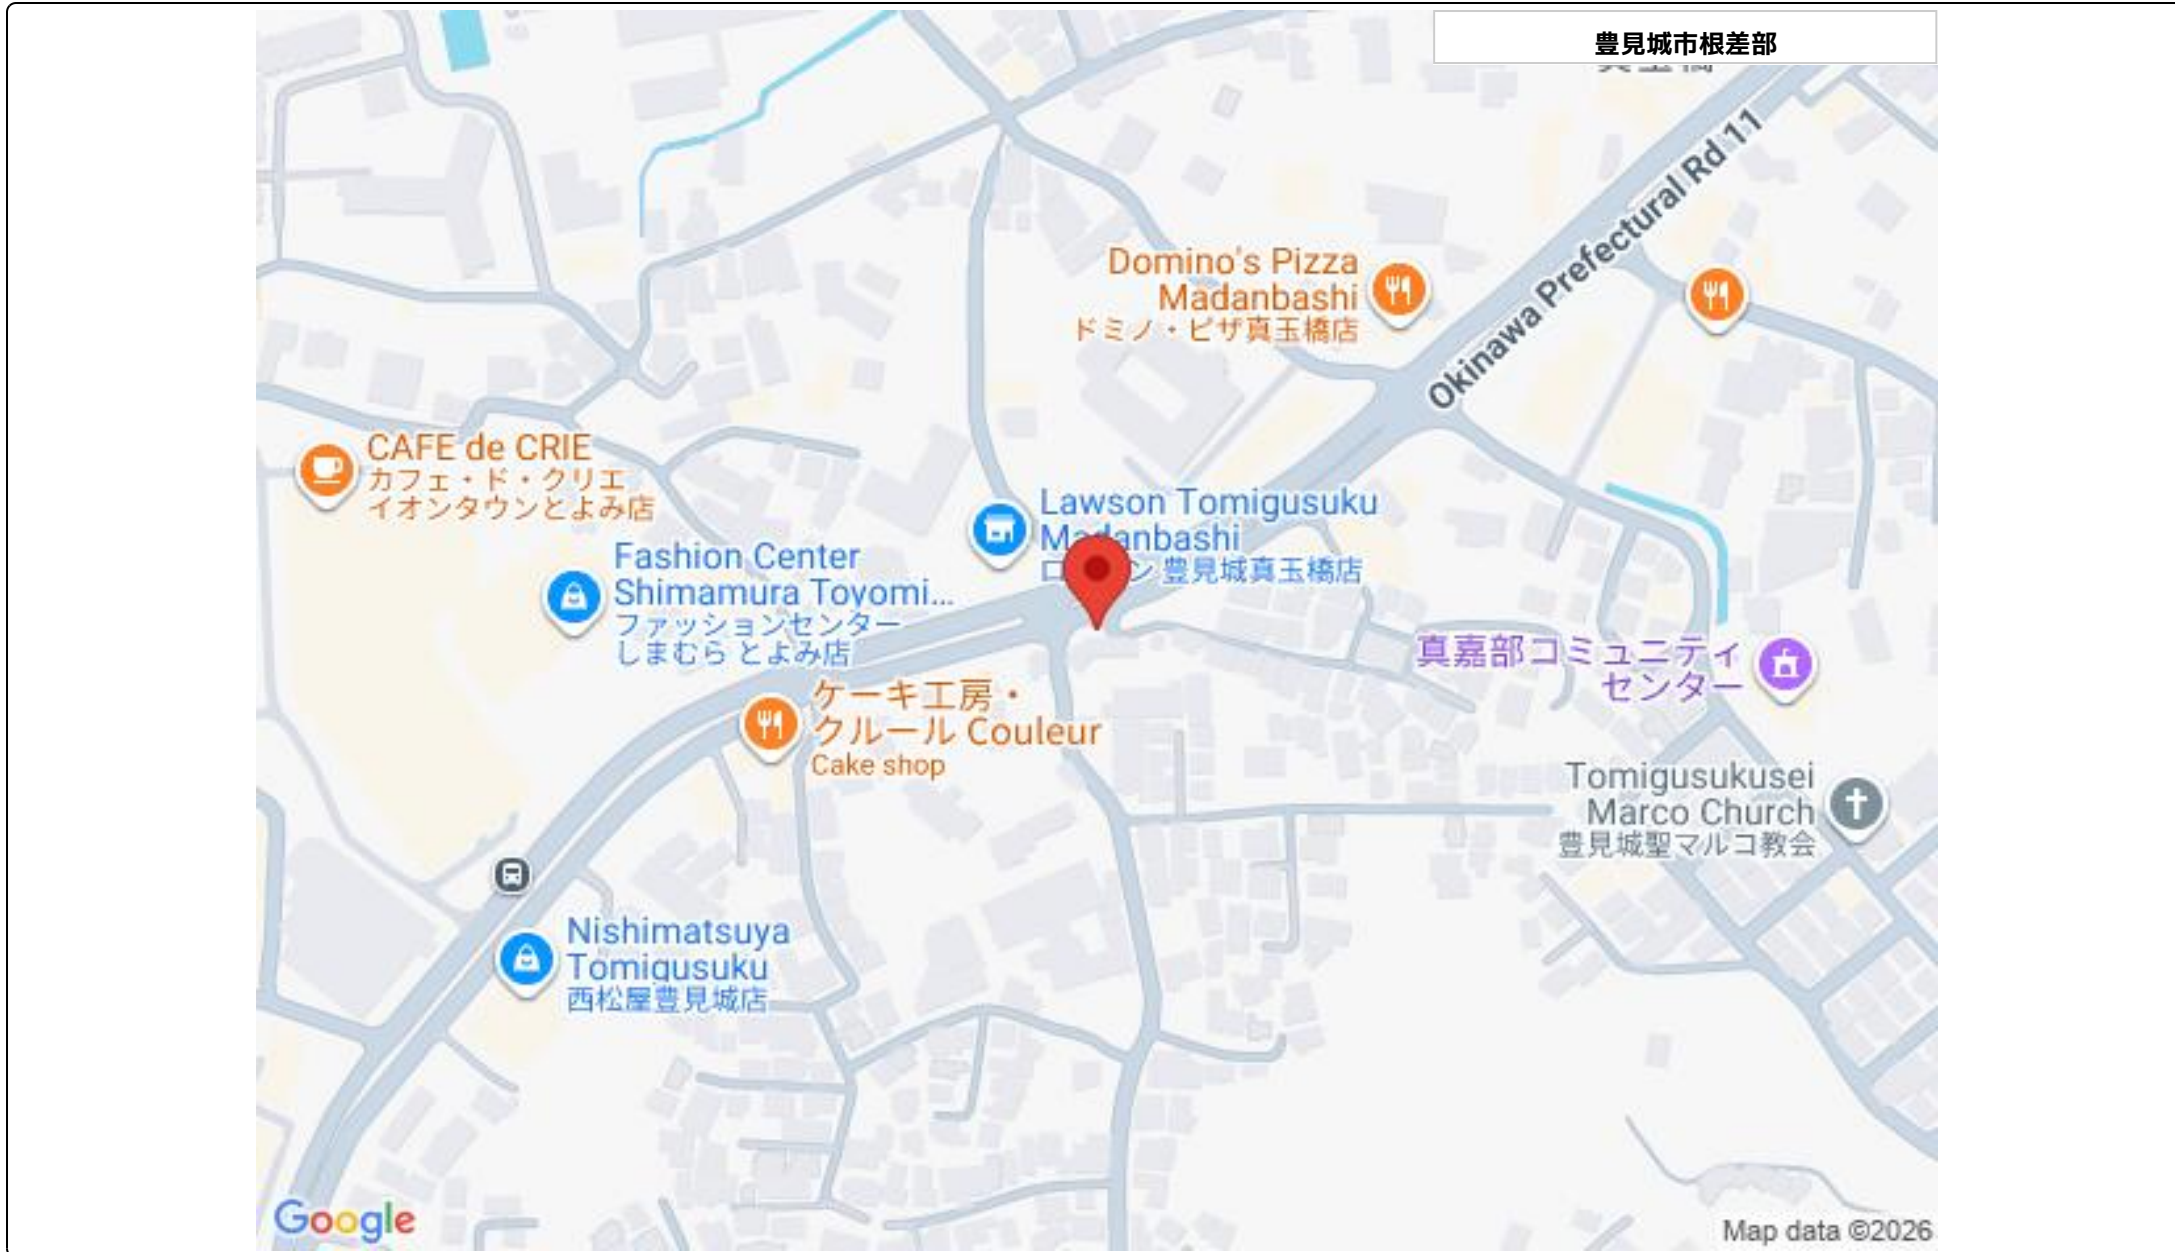 豊見城市根差部
Okinawa Prefectural Rd 11
Domino's Pizza
Madanbashi
ドミノ・ピザ真玉橋店
CAFE de CRIE
カフェ・ド・クリエ
イオンタウンとよみ店
Lawson Tomigusuku
豊見城真玉橋店
Fashion Center
Shimamura Toyomi...
ファッションセンター
しまむら とよみ店
真嘉部コミュニティ
センター
ケーキ工房・
クルール Couleur
Cake shop
Tomigusukusei
Marco Church
豊見城聖マルコ教会
Nishimatsuya
Tomigusuku
西松屋豊見城店
Google
Map data ©2026